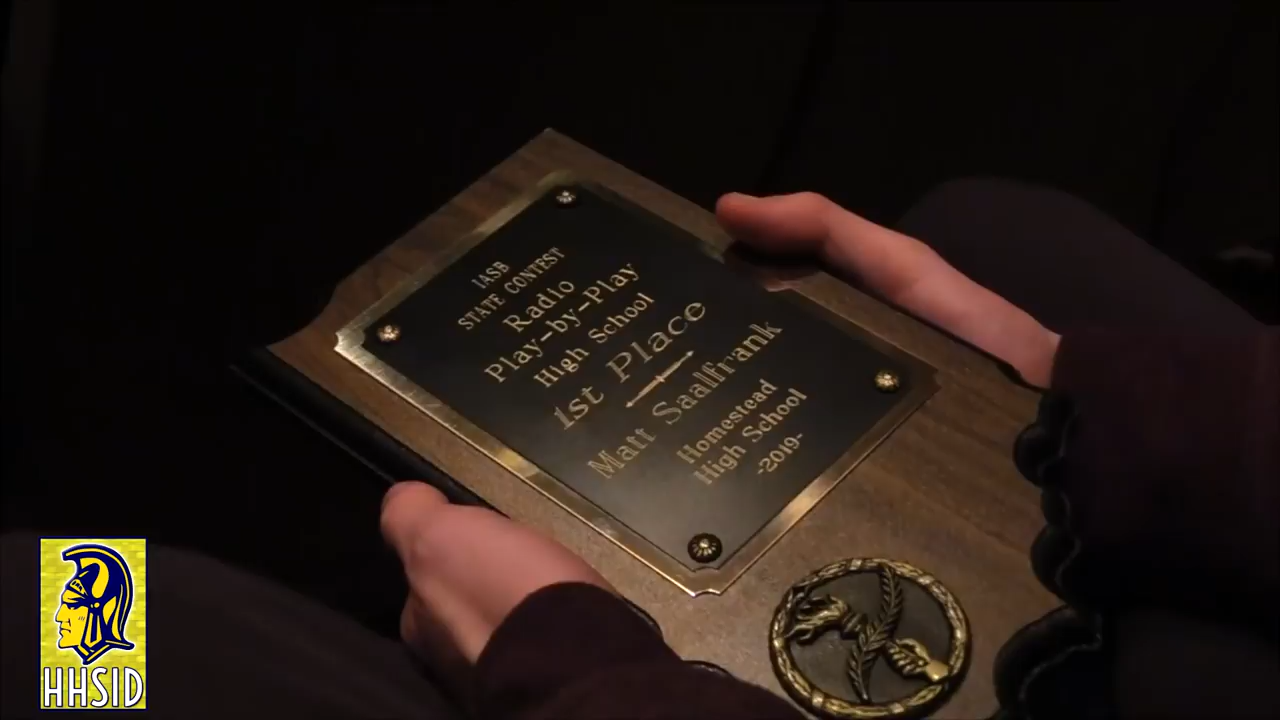 IASB
STATE CONTEST
Radio
Play-by-Play
High School
1st Place
Matt Saalfrank
Homestead
High School
-2019-
HHSID